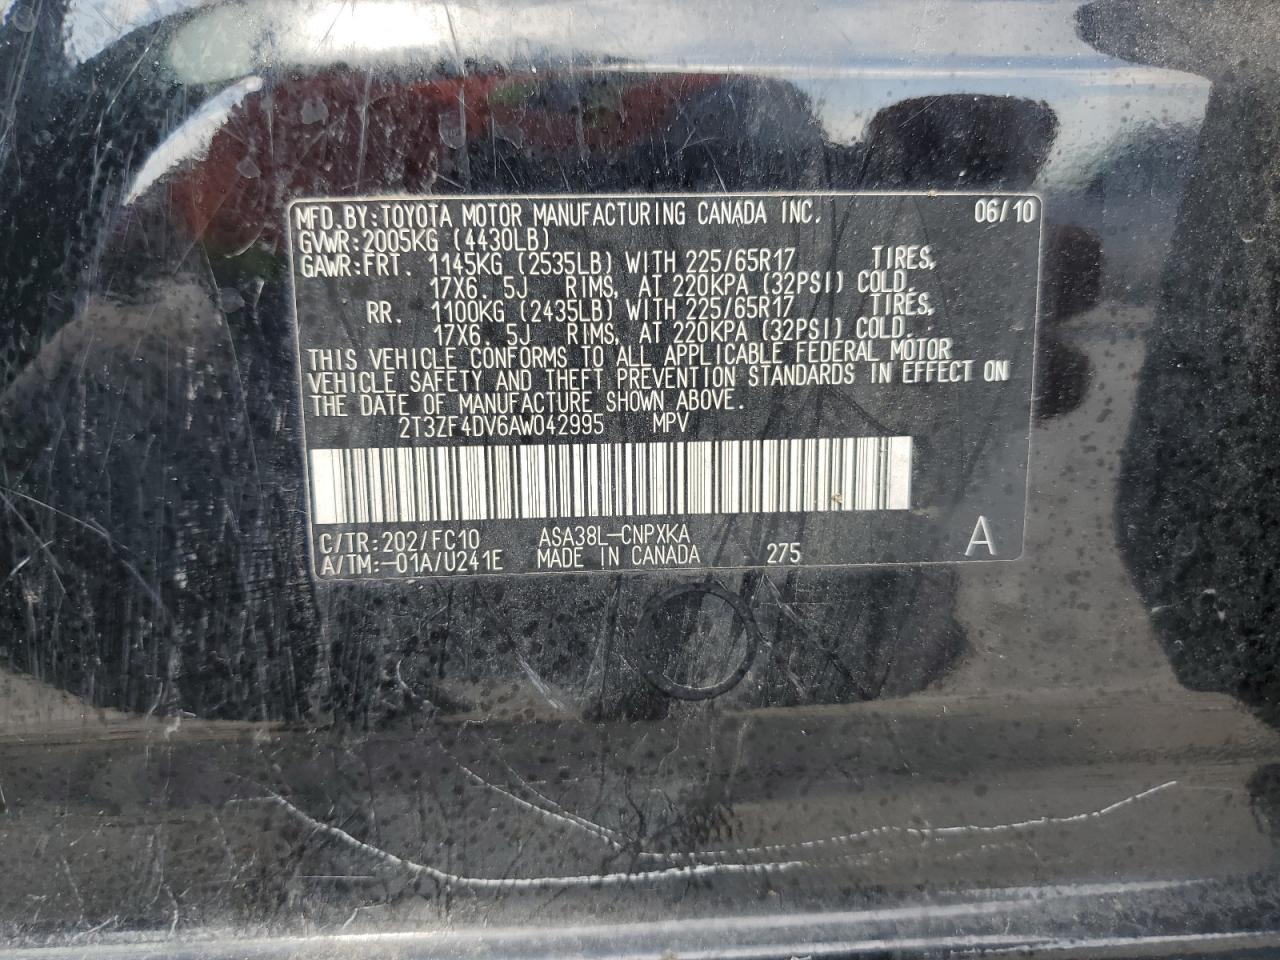 MFD.BY:TOYOTA MOTOR MANUFACTURING CANADA INC. 06/10
GVWR:2005KG (4430LB)
GAWR:FRT. 1145KG (2535LB) WITH 225/65R17 TIRES,
17X6.5J RIMS, AT 220KPA (32PSI) COLD.
RR. 1100KG (2435LB) WITH 225/65R17 TIRES,
17X6.5J RIMS, AT 220KPA (32PSI) COLD.
THIS VEHICLE CONFORMS TO ALL APPLICABLE FEDERAL MOTOR
VEHICLE SAFETY AND THEFT PREVENTION STANDARDS IN EFFECT ON
THE DATE OF MANUFACTURE SHOWN ABOVE.
2T3ZF4DV6AW042995 MPV
C/TR:202/FC10 ASA38L-CNPXKA
A/TM:-01A/U241E MADE IN CANADA 275 A